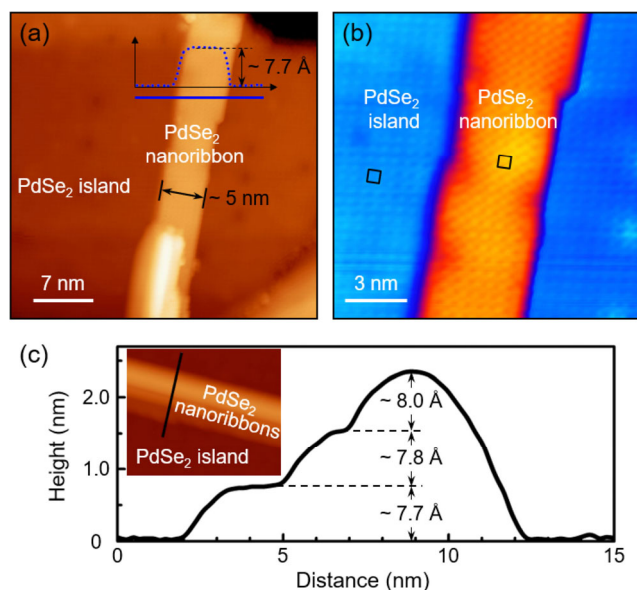 (a)
~ 7.7 Å
PdSe₂
nanoribbon
PdSe₂ island
~ 5 nm
7 nm
(b)
PdSe₂
island
PdSe₂
nanoribbon
3 nm
(c)
Height (nm)
2.0
1.0
0
PdSe₂
nanoribbons
PdSe₂ island
~ 8.0 Å
~ 7.8 Å
~ 7.7 Å
0
5
10
15
Distance (nm)